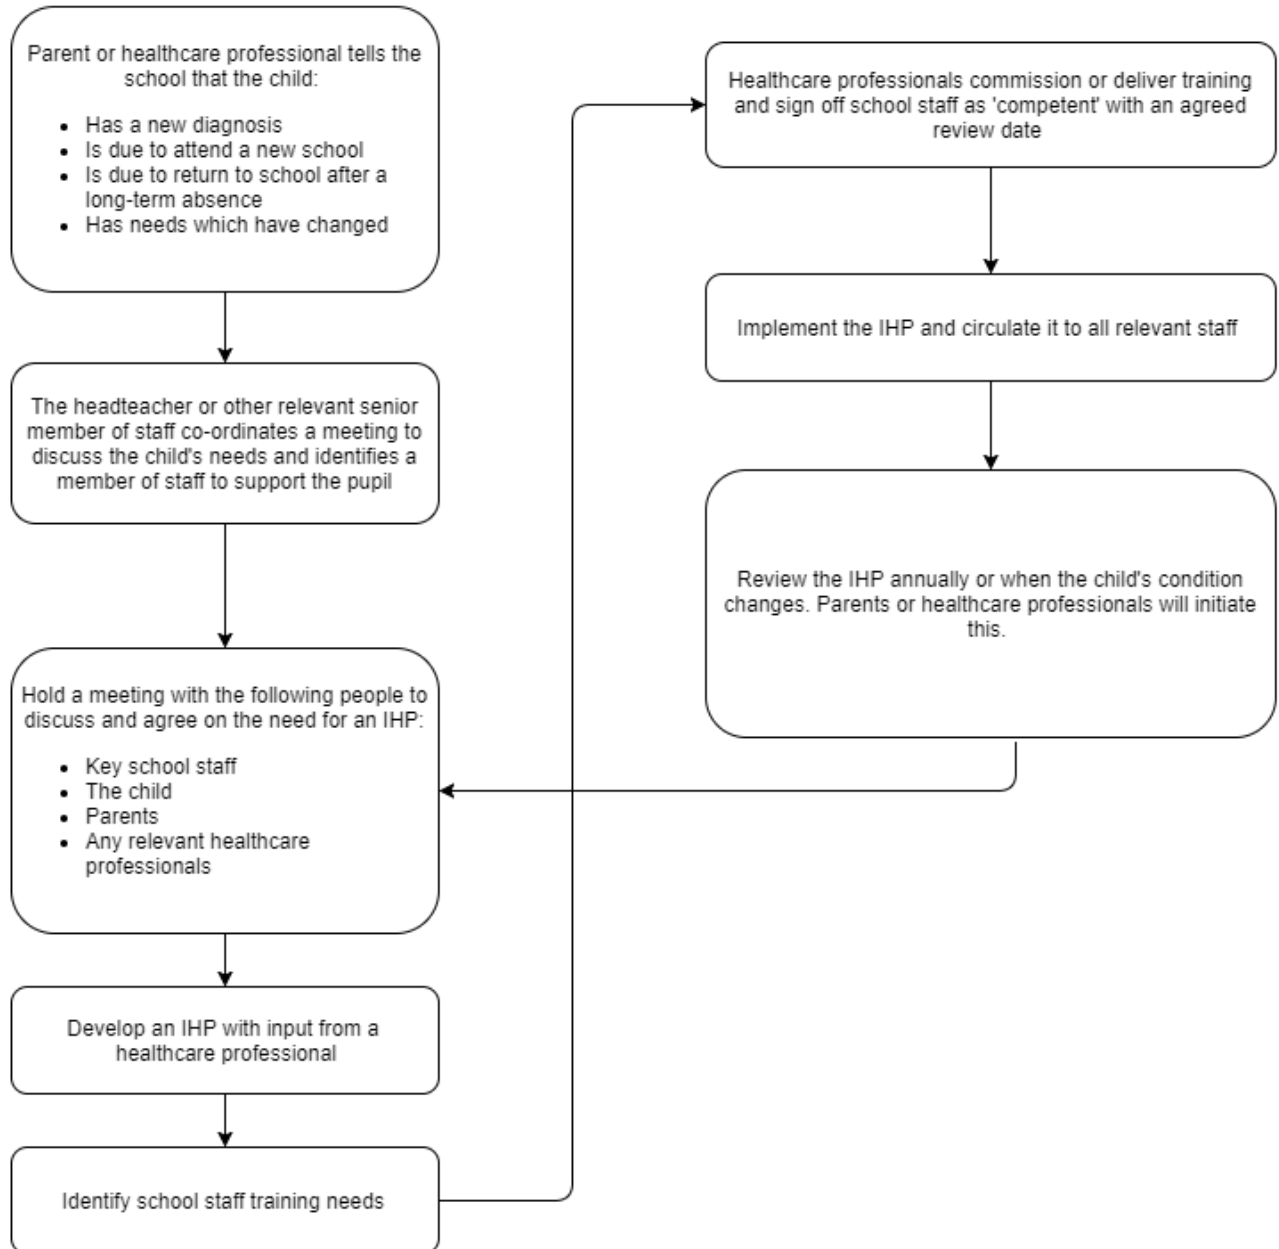 Parent or healthcare professional tells the
school that the child:
• Has a new diagnosis
• Is due to attend a new school
• Is due to return to school after a
long-term absence
• Has needs which have changed
The headteacher or other relevant senior
member of staff co-ordinates a meeting to
discuss the child's needs and identifies a
member of staff to support the pupil
Hold a meeting with the following people to
discuss and agree on the need for an IHP:
• Key school staff
• The child
• Parents
• Any relevant healthcare
professionals
Develop an IHP with input from a
healthcare professional
Identify school staff training needs
Healthcare professionals commission or deliver training
and sign off school staff as 'competent' with an agreed
review date
Implement the IHP and circulate it to all relevant staff
Review the IHP annually or when the child's condition
changes. Parents or healthcare professionals will initiate
this.